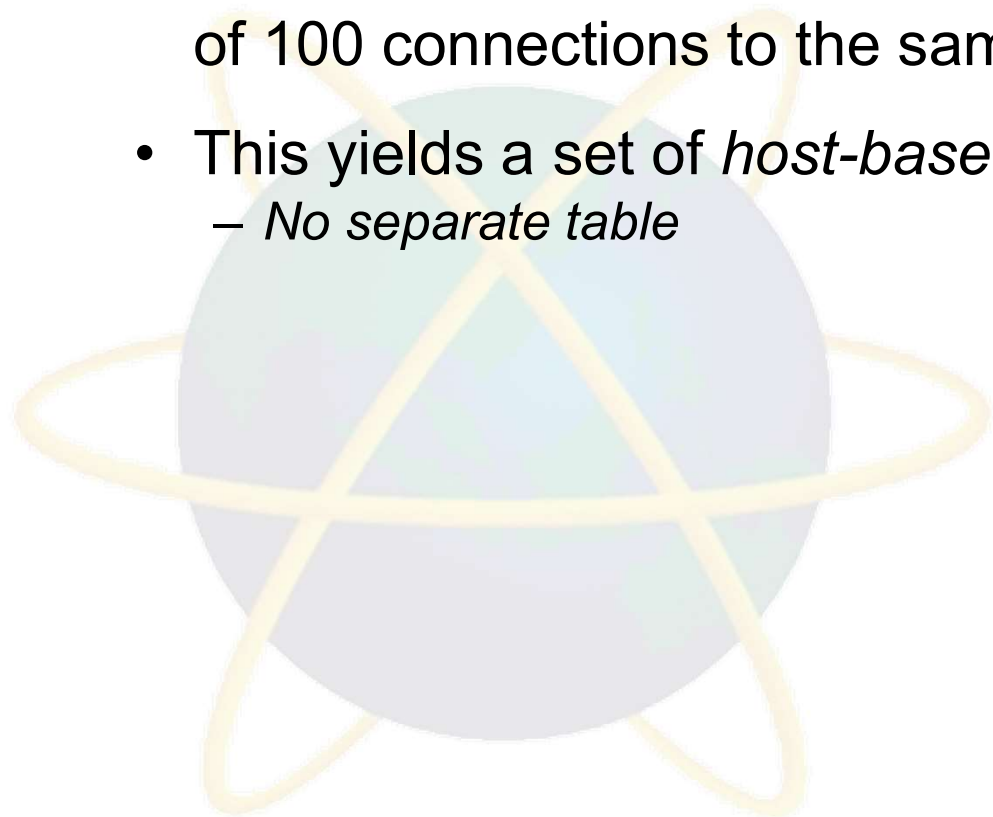 of 100 connections to the sam
• This yields a set of host-base
– No separate table